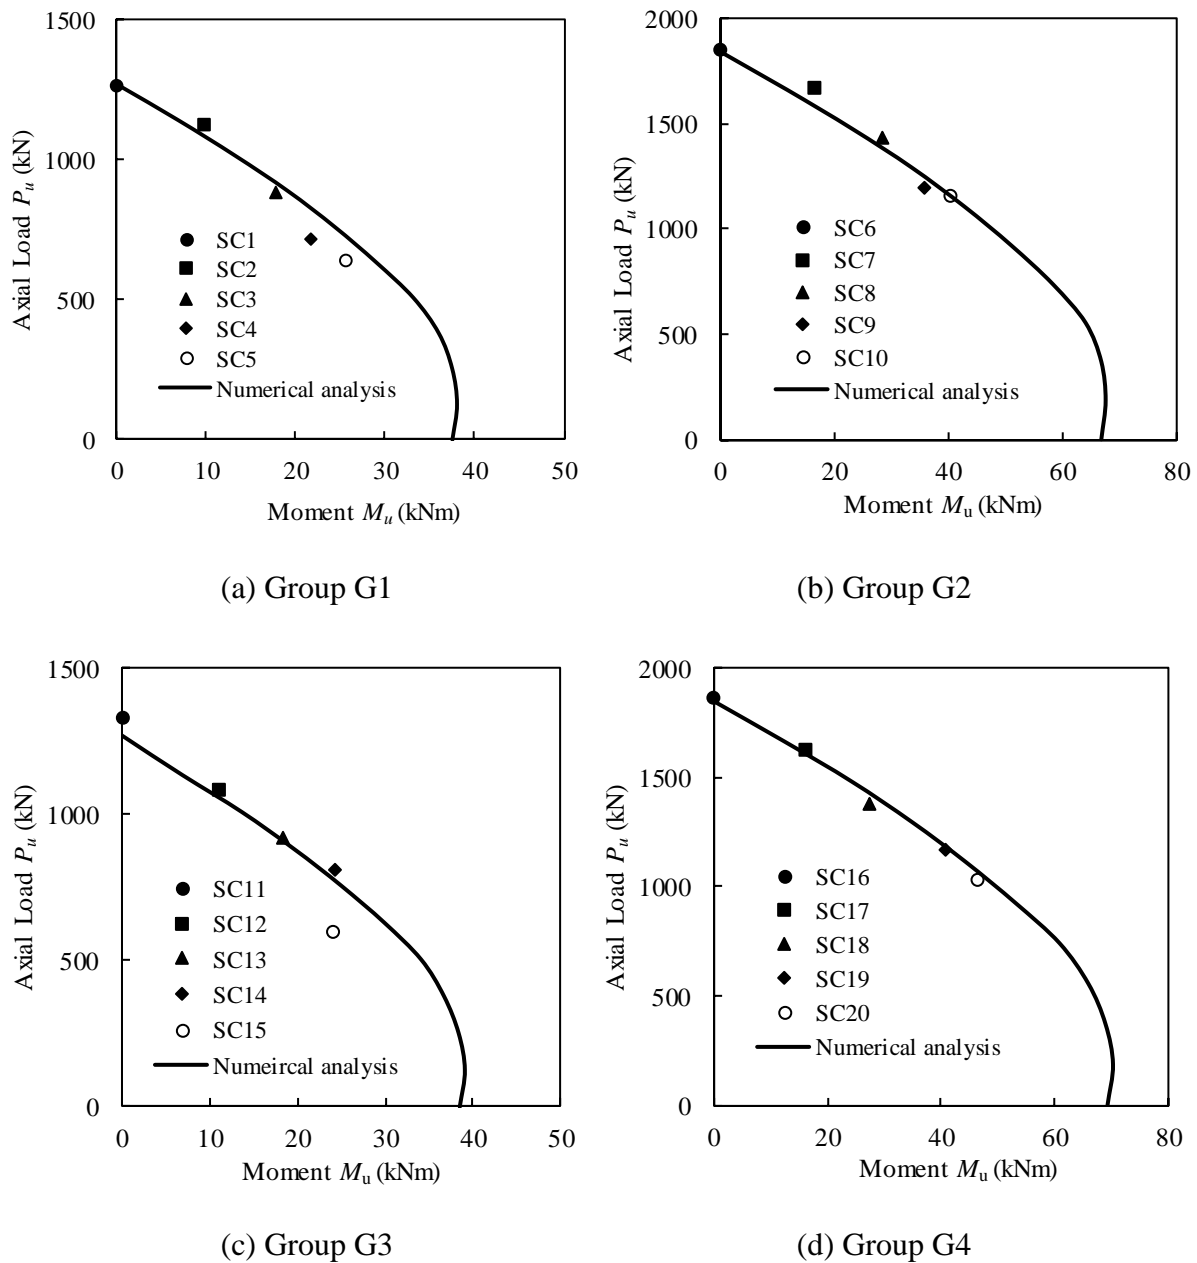 1500
1000
500
0
Axial Load Pu (kN)
SC1
SC2
SC3
SC4
SC5
Numerical analysis
0 10 20 30 40 50
Moment Mu (kNm)
(a) Group G1
2000
1500
1000
500
0
Axial Load Pu (kN)
SC6
SC7
SC8
SC9
SC10
Numerical analysis
0 20 40 60 80
Moment Mu (kNm)
(b) Group G2
1500
1000
500
0
Axial Load Pu (kN)
SC11
SC12
SC13
SC14
SC15
Numeircal analysis
0 10 20 30 40 50
Moment Mu (kNm)
(c) Group G3
2000
1500
1000
500
0
Axial Load Pu (kN)
SC16
SC17
SC18
SC19
SC20
Numerical analysis
0 20 40 60 80
Moment Mu (kNm)
(d) Group G4